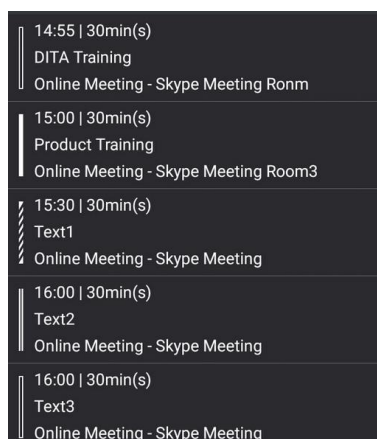 14:55 | 30min(s)
DITA Training
Online Meeting - Skype Meeting Ronm
15:00 | 30min(s)
Product Training
Online Meeting - Skype Meeting Room3
15:30 | 30min(s)
Text1
Online Meeting - Skype Meeting
16:00 | 30min(s)
Text2
Online Meeting - Skype Meeting
16:00 | 30min(s)
Text3
Online Meeting - Skype Meeting